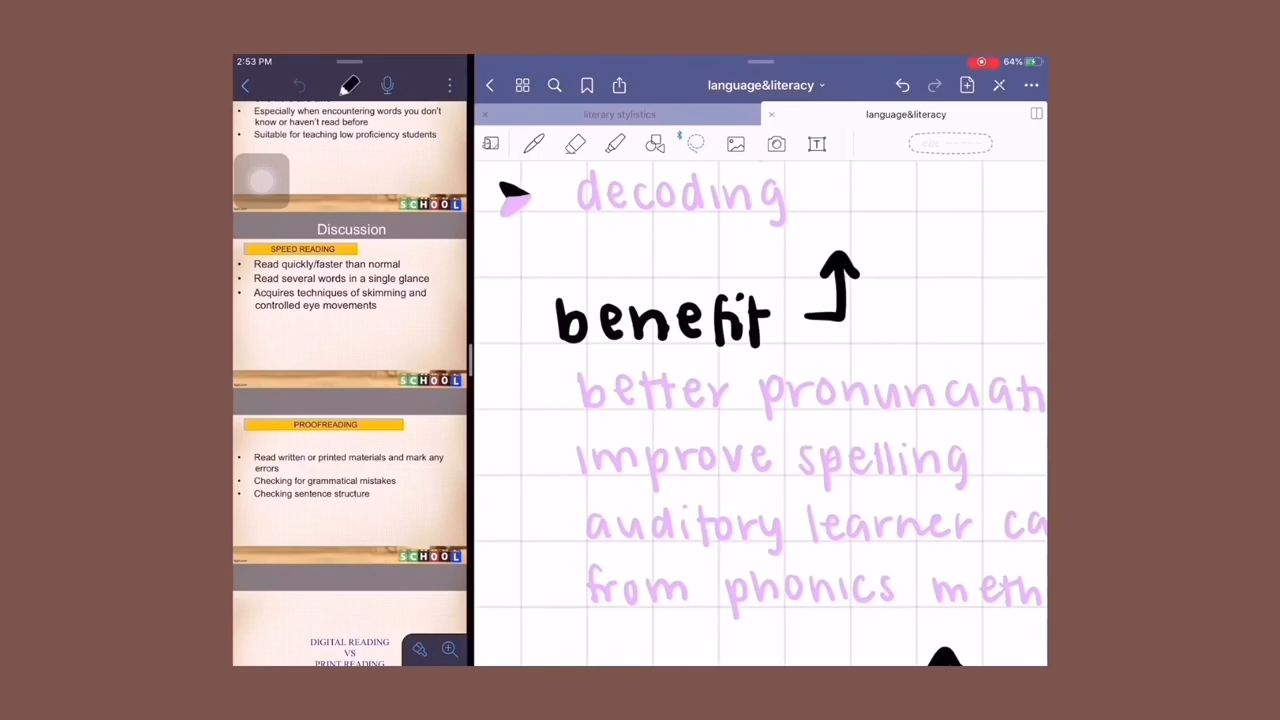 2:53 PM
64%
language&literacy
literary stylistics
language&literacy
Especially when encountering words you don't
know or haven't read before
Suitable for teaching low proficiency students
SCHOOL
Discussion
SPEED READING
Read quickly/faster than normal
Read several words in a single glance
Acquires techniques of skimming and
controlled eye movements
SCHOOL
PROOFREADING
Read written or printed materials and mark any
errors
Checking for grammatical mistakes
Checking sentence structure
SCHOOL
DIGITAL READING
VS
PRINT READING
T
abc
decoding
benefit
better pronunciati
improve spelling
auditory learner ca
from phonics meth